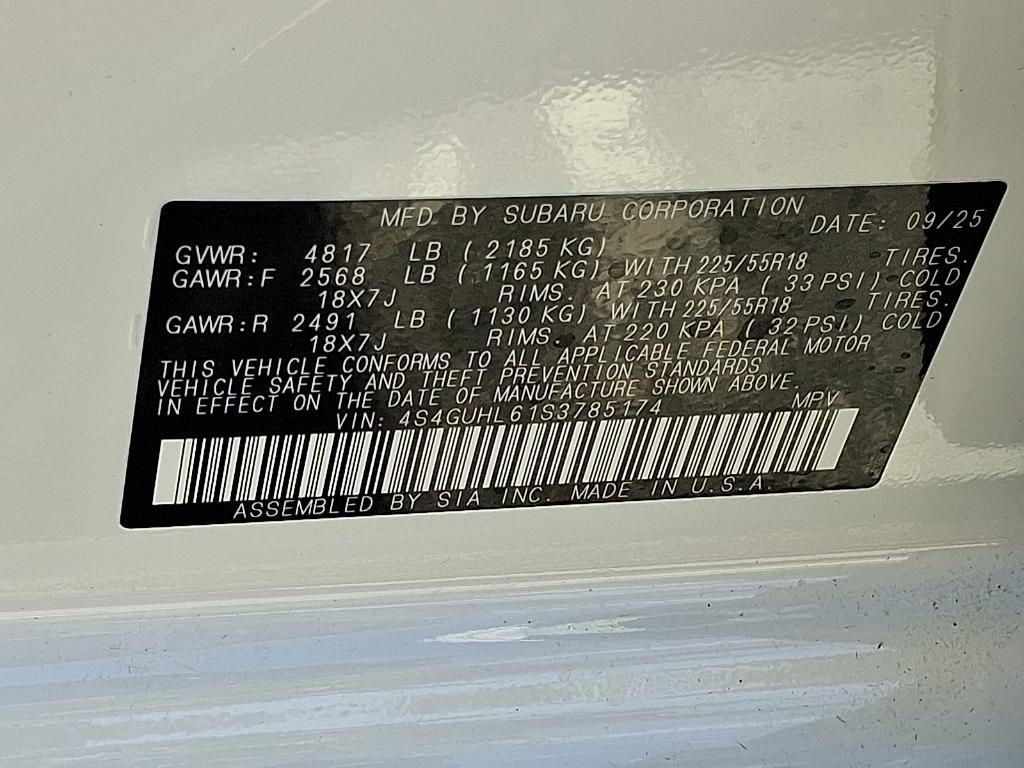 MFD BY SUBARU CORPORATION DATE: 09/25
GVWR: 4817 LB ( 2185 KG)
GAWR:F 2568 LB ( 1165 KG) WITH 225/55R18 TIRES.
18X7J RIMS. AT 230 KPA ( 33 PSI) COLD
GAWR:R 2491 LB ( 1130 KG) WITH 225/55R18 TIRES.
18X7J RIMS. AT 220 KPA ( 32 PSI) COLD
THIS VEHICLE CONFORMS TO ALL APPLICABLE FEDERAL MOTOR
VEHICLE SAFETY AND THEFT PREVENTION STANDARDS
IN EFFECT ON THE DATE OF MANUFACTURE SHOWN ABOVE.
VIN: 4S4GUHL61S3785174 MPV
ASSEMBLED BY SIA INC. MADE IN U.S.A.